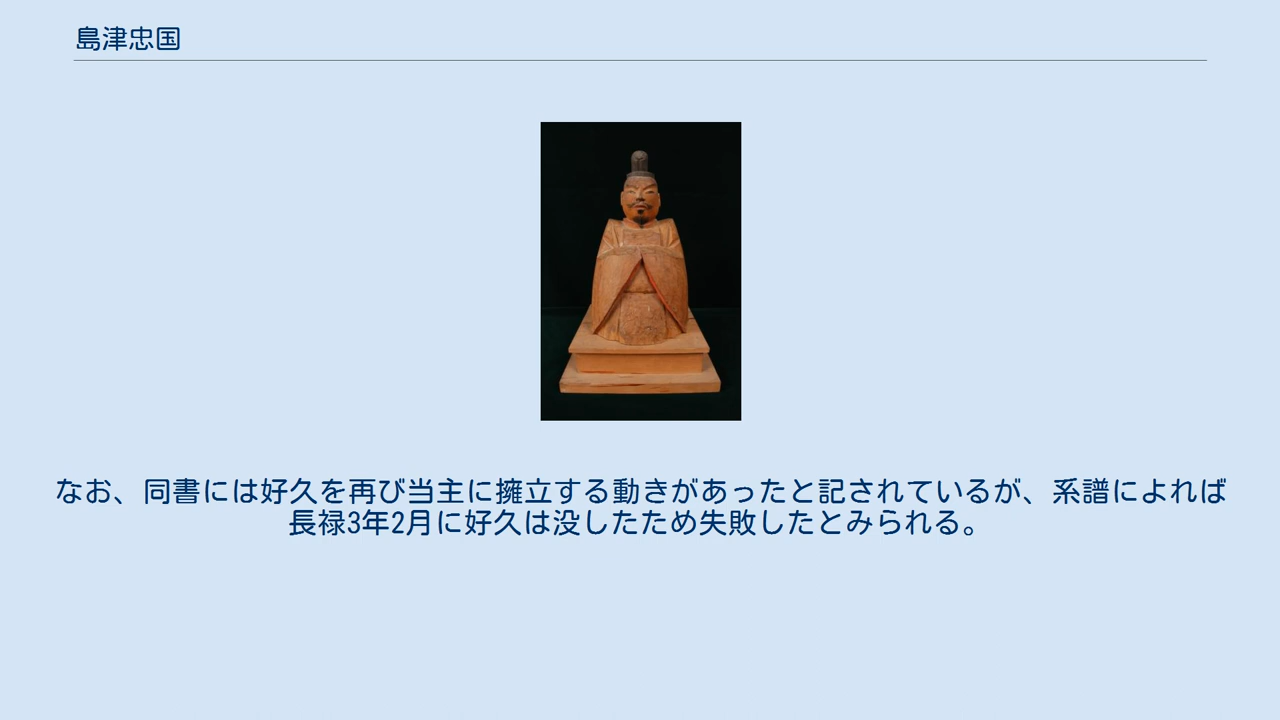 島津忠国
なお、同書には好久を再び当主に擁立する動きがあったと記されているが、系譜によれば
長禄3年2月に好久は没したため失敗したとみられる。